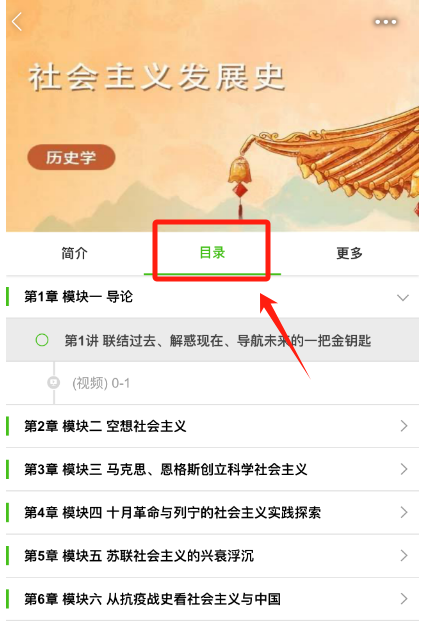 社会主义发展史
历史学
简介
目录
更多
第1章 模块一 导论
第1讲 联结过去、解惑现在、导航未来的一把金钥匙
(视频) 0-1
第2章 模块二 空想社会主义
第3章 模块三 马克思、恩格斯创立科学社会主义
第4章 模块四 十月革命与列宁的社会主义实践探索
第5章 模块五 苏联社会主义的兴衰浮沉
第6章 模块六 从抗疫战史看社会主义与中国